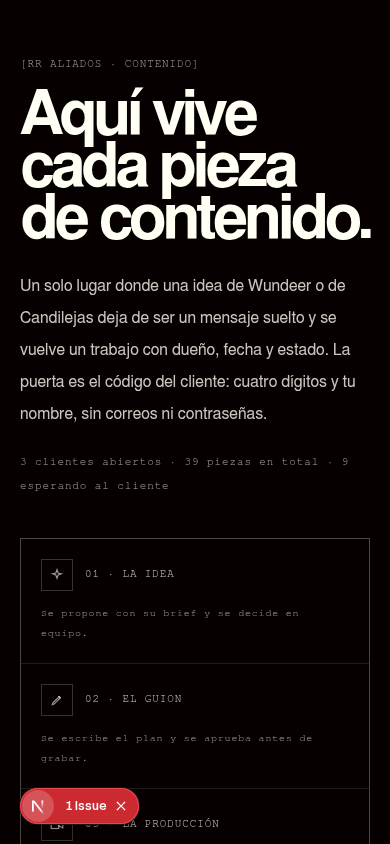 [RR ALIADOS · CONTENIDO]
Aquí vive
cada pieza
de contenido.
Un solo lugar donde una idea de Wundeer o de
Candilejas deja de ser un mensaje suelto y se
vuelve un trabajo con dueño, fecha y estado. La
puerta es el código del cliente: cuatro dígitos y tu
nombre, sin correos ni contraseñas.
3 clientes abiertos · 39 piezas en total · 9
esperando al cliente
01 · LA IDEA
Se propone con su brief y se decide en
equipo.
02 · EL GUION
Se escribe el plan y se aprueba antes de
grabar.
N 1 Issue
LA PRODUCCIÓN